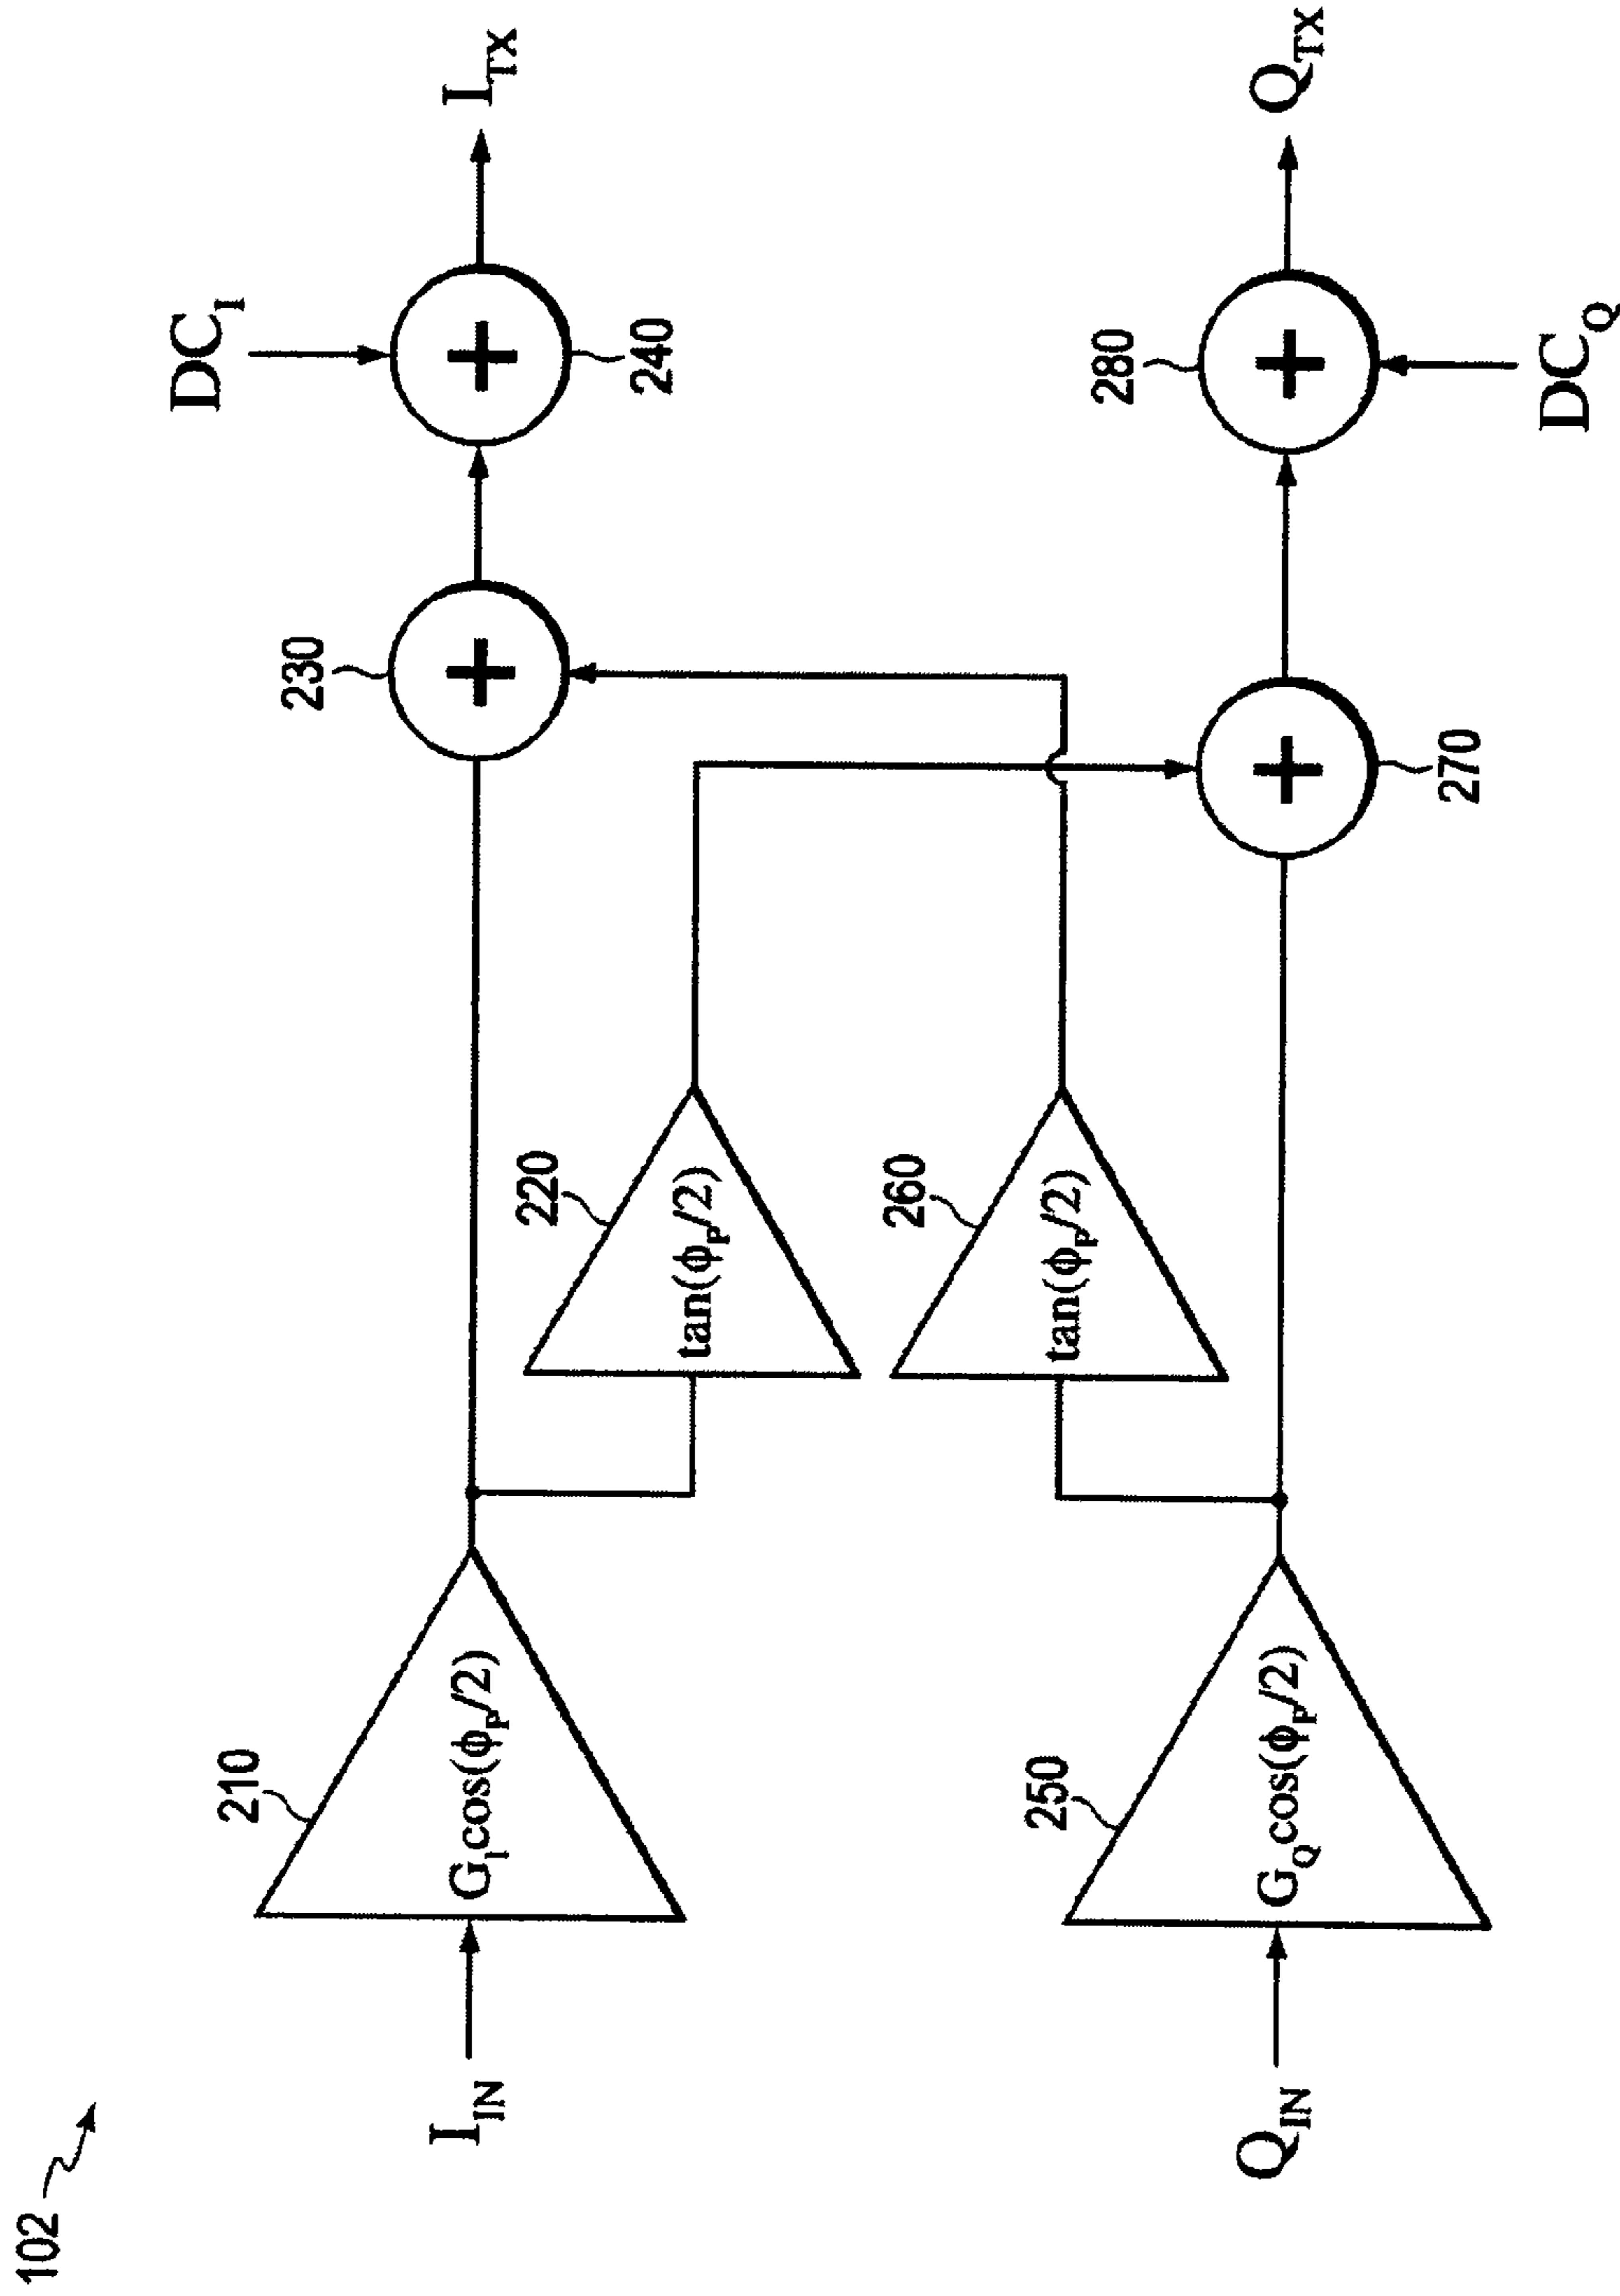 102
I_IN
210
G_I cos(ϕ_P/2)
220
tan(ϕ_P/2)
230
+
DC_I
240
+
I_TX
Q_IN
250
G_Q cos(ϕ_P/2)
260
tan(ϕ_P/2)
270
+
280
+
DC_Q
Q_TX